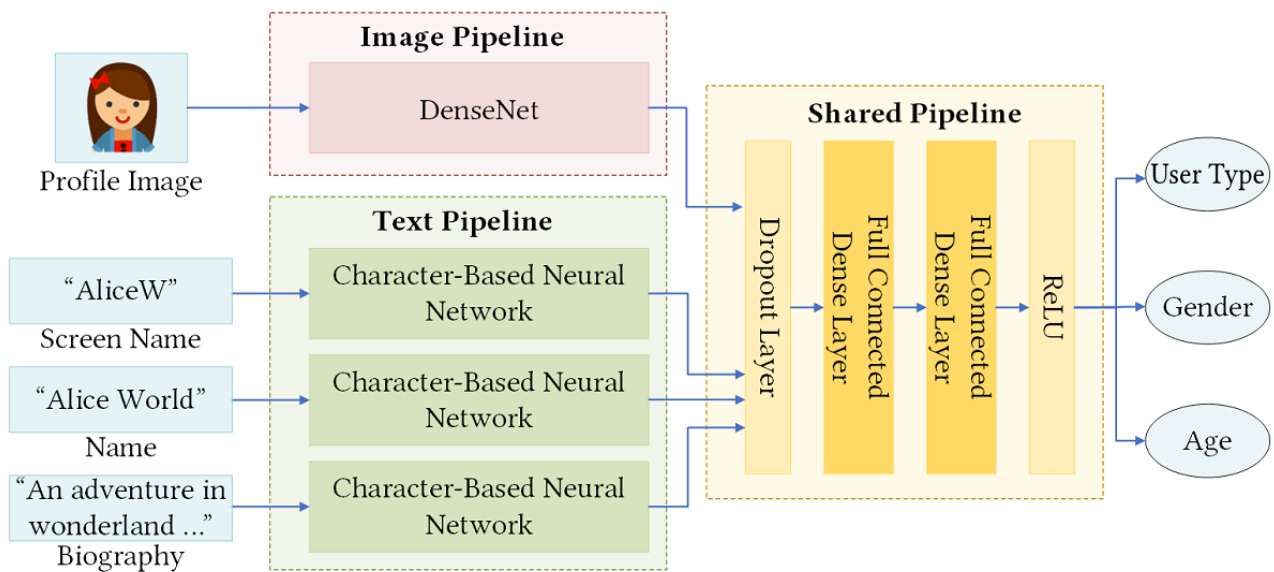 Image Pipeline
DenseNet
Profile Image
Text Pipeline
“AliceW”
Screen Name
Character-Based Neural
Network
“Alice World”
Name
Character-Based Neural
Network
“An adventure in
wonderland ...”
Biography
Character-Based Neural
Network
Shared Pipeline
Dropout Layer
Full Connected
Dense Layer
Full Connected
Dense Layer
ReLU
User Type
Gender
Age